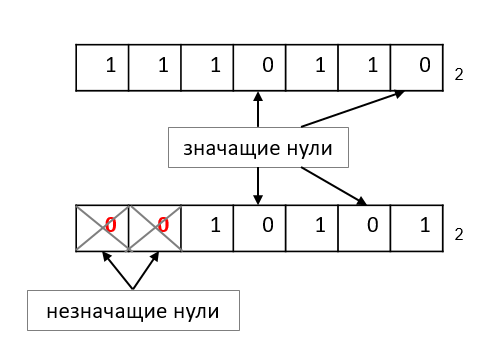 1 1 1 0 1 1 0 2
значащие нули
0 0 1 0 1 0 1 2
незначащие нули